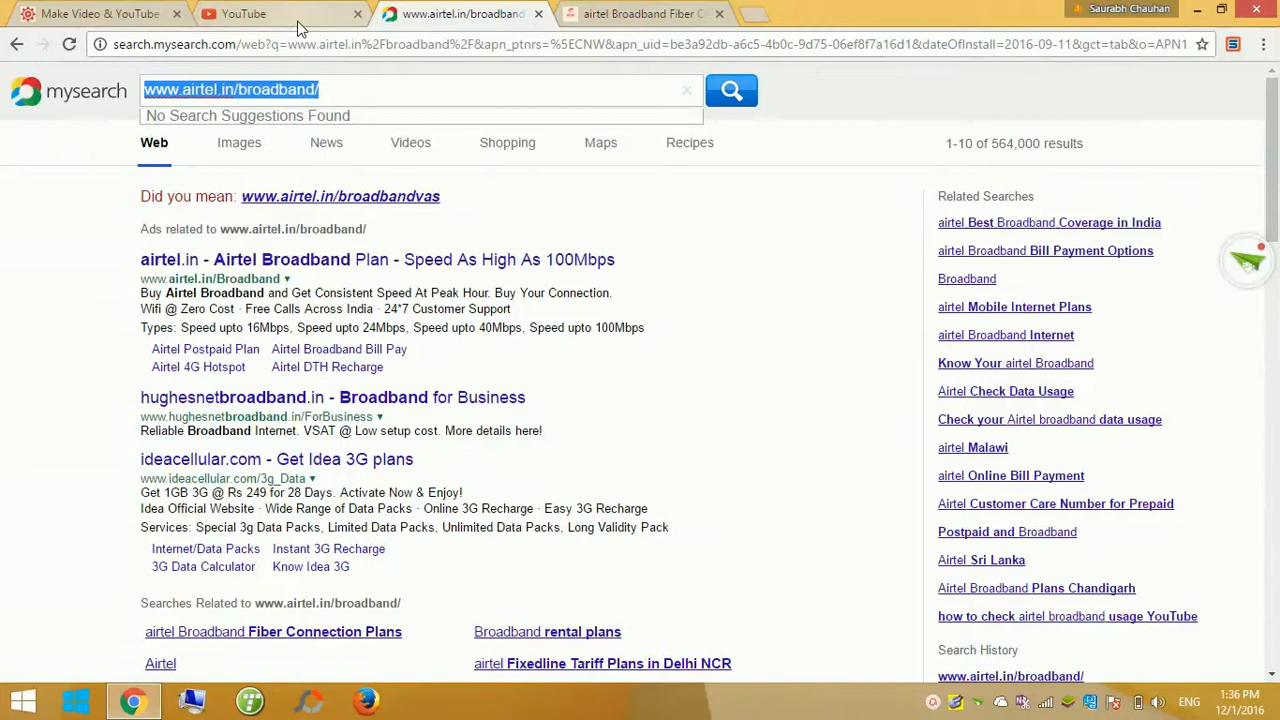 Make Video & YouTube
YouTube
www.airtel.in/broadband
airtel Broadband Fiber C
Saurabh Chauhan
search.mysearch.com/web?q=www.airtel.in%2Fbroadband%2F&apn_ptnrs=%5ECNW&apn_uid=be3a92bb-a6c5-4b0c-9d75-06ef8f7a16d1&dateOfInstall=2016-09-11&gct=tab&o=APN1
mysearch
www.airtel.in/broadband/
No Search Suggestions Found
Web Images News Videos Shopping Maps Recipes
1-10 of 564,000 results
Did you mean: www.airtel.in/broadbandvas
Ads related to www.airtel.in/broadband/
airtel.in - Airtel Broadband Plan - Speed As High As 100Mbps
www.airtel.in/Broadband
Buy Airtel Broadband and Get Consistent Speed At Peak Hour. Buy Your Connection.
Wifi @ Zero Cost · Free Calls Across India · 24*7 Customer Support
Types: Speed upto 16Mbps, Speed upto 24Mbps, Speed upto 40Mbps, Speed upto 100Mbps
Airtel Postpaid Plan Airtel Broadband Bill Pay
Airtel 4G Hotspot Airtel DTH Recharge
hughesnetbroadband.in - Broadband for Business
www.hughesnetbroadband.in/ForBusiness
Reliable Broadband Internet. VSAT @ Low setup cost. More details here!
ideacellular.com - Get Idea 3G plans
www.ideacellular.com/3g_Data
Get 1GB 3G @ Rs 249 for 28 Days. Activate Now & Enjoy!
Idea Official Website · Wide Range of Data Packs · Online 3G Recharge · Easy 3G Recharge
Services: Special 3g Data Packs, Limited Data Packs, Unlimited Data Packs, Long Validity Pack
Internet/Data Packs Instant 3G Recharge
3G Data Calculator Know Idea 3G
Searches Related to www.airtel.in/broadband/
airtel Broadband Fiber Connection Plans Broadband rental plans
Airtel airtel Fixedline Tariff Plans in Delhi NCR
Related Searches
airtel Best Broadband Coverage in India
airtel Broadband Bill Payment Options
Broadband
airtel Mobile Internet Plans
airtel Broadband Internet
Know Your airtel Broadband
Airtel Check Data Usage
Check your Airtel broadband data usage
airtel Malawi
airtel Online Bill Payment
Airtel Customer Care Number for Prepaid
Postpaid and Broadband
Airtel Sri Lanka
Airtel Broadband Plans Chandigarh
how to check airtel broadband usage YouTube
Search History
www.airtel.in/broadband/
ENG
1:36 PM
12/1/2016